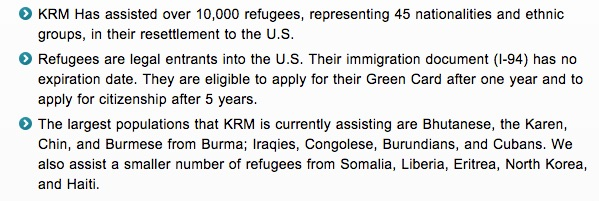 KRM Has assisted over 10,000 refugees, representing 45 nationalities and ethnic
groups, in their resettlement to the U.S.
Refugees are legal entrants into the U.S. Their immigration document (I-94) has no
expiration date. They are eligible to apply for their Green Card after one year and to
apply for citizenship after 5 years.
The largest populations that KRM is currently assisting are Bhutanese, the Karen,
Chin, and Burmese from Burma; Iraqies, Congolese, Burundians, and Cubans. We
also assist a smaller number of refugees from Somalia, Liberia, Eritrea, North Korea,
and Haiti.